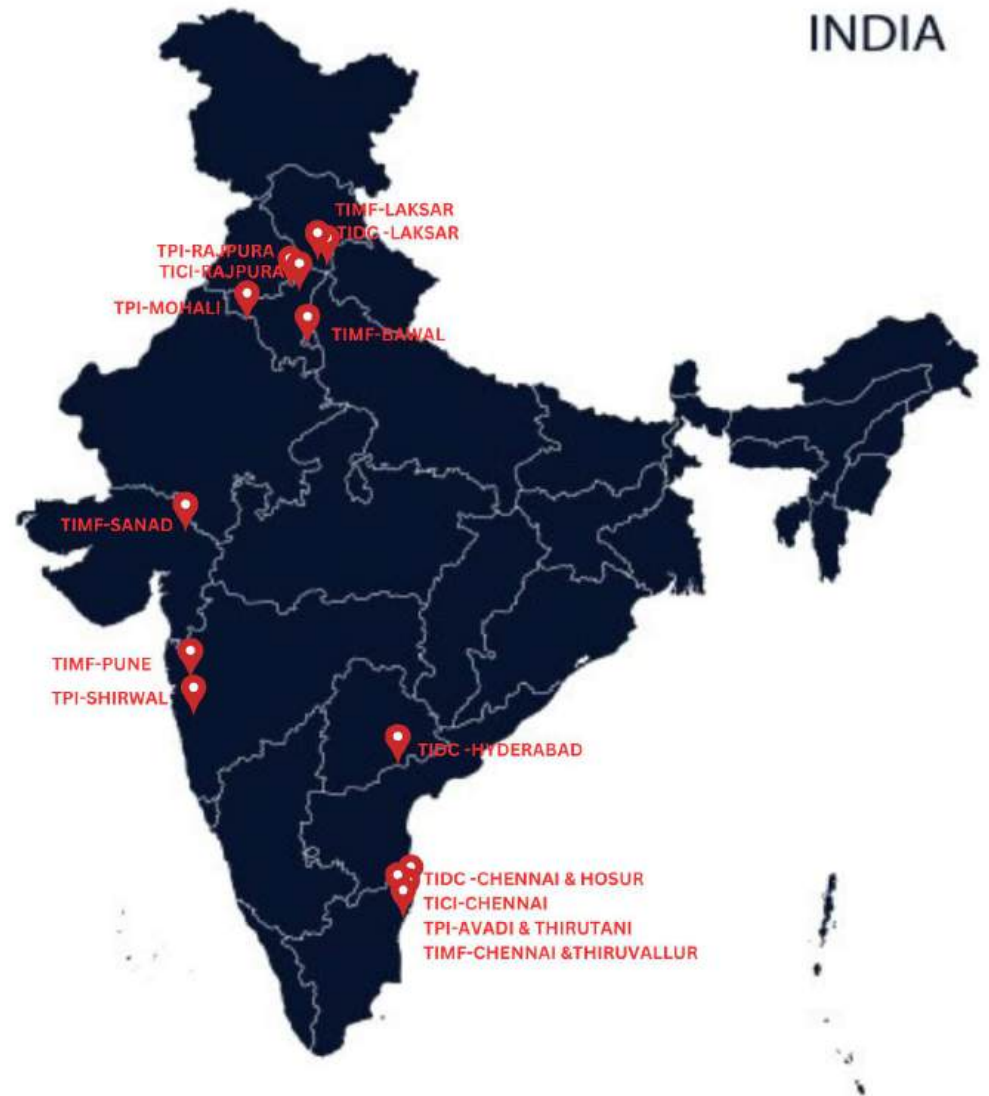 INDIA
TIMF-LAKSAR
TIDC -LAKSAR
TPI-RAJPURA
TICI-RAJPURA
TPI-MOHALI
TIMF-BAWAL
TIMF-SANAD
TIMF-PUNE
TPI-SHIRWAL
TIDC -HYDERABAD
TIDC -CHENNAI & HOSUR
TICI-CHENNAI
TPI-AVADI & THIRUTANI
TIMF-CHENNAI &THIRUVALLUR